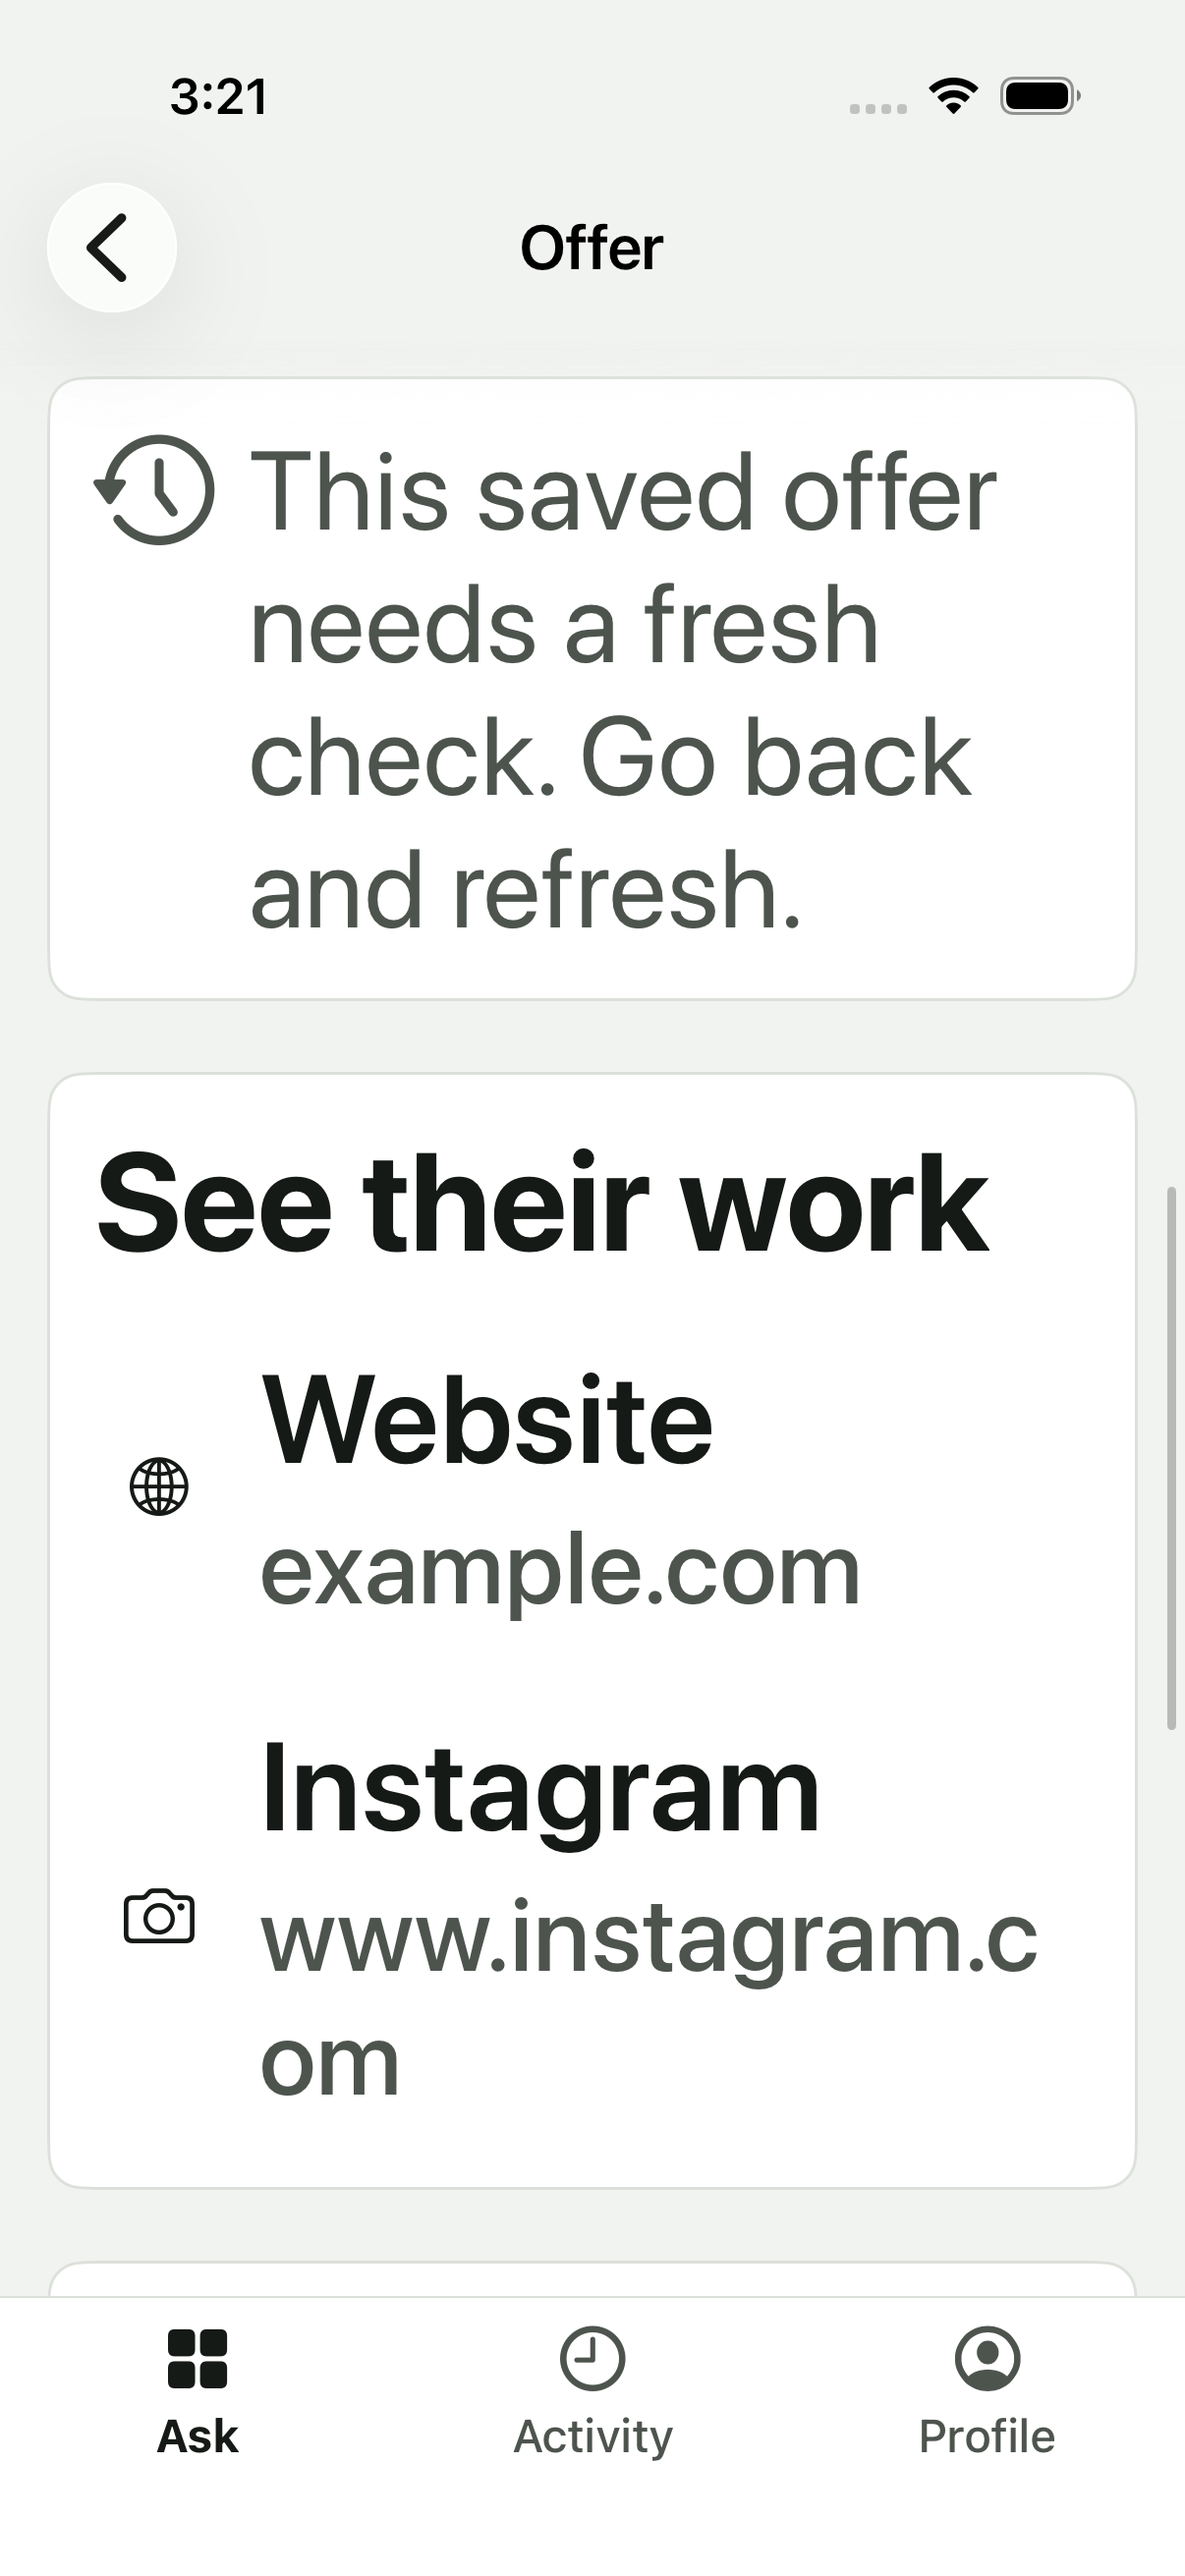 3:21
Offer
This saved offer
needs a fresh
check. Go back
and refresh.
See their work
Website
example.com
Instagram
www.instagram.c
om
Ask
Activity
Profile